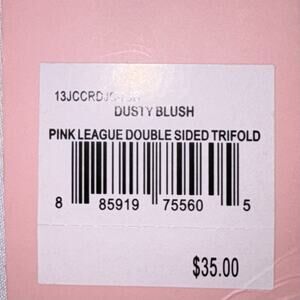 DUSTY BLUSH
PINK LEAGUE DOUBLE SIDED TRIFOLD
8 85919 75560 5
$35.00